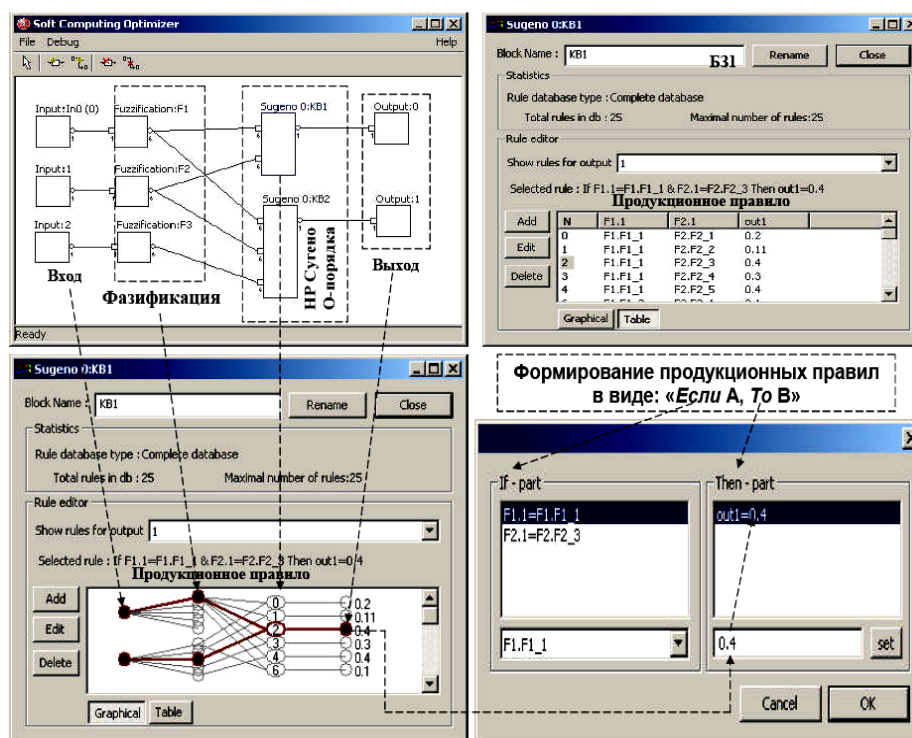 Soft Computing Optimizer
File Debug Help
Input:In0 (0)
Fuzzification:F1
Sugeno 0:KB1
Output:0
Input:1
Fuzzification:F2
Sugeno 0:KB2
Output:1
Input:2
Fuzzification:F3
Вход
Фазификация
НР Сугено
О-порядка
Выход
Ready
Sugeno 0:KB1
Block Name : KB1 БЗ1 Rename Close
Statistics
Rule database type : Complete database
Total rules in db : 25 Maximal number of rules:25
Rule editor
Show rules for output 1
Selected rule : If F1.1=F1.F1_1 & F2.1=F2.F2_3 Then out1=0.4
Продукционное правило
Add
Edit
Delete
N F1.1 F2.1 out1
0 F1.F1_1 F2.F2_1 0.2
1 F1.F1_1 F2.F2_2 0.11
2 F1.F1_1 F2.F2_3 0.4
3 F1.F1_1 F2.F2_4 0.3
4 F1.F1_1 F2.F2_5 0.4
Graphical Table
Sugeno 0:KB1
Block Name : KB1 Rename Close
Statistics
Rule database type : Complete database
Total rules in db : 25 Maximal number of rules:25
Rule editor
Show rules for output 1
Selected rule : If F1.1=F1.F1_1 & F2.1=F2.F2_3 Then out1=0.4
Продукционное правило
Add
Edit
Delete
0 0.2
1 0.11
2 0.4
3 0.3
4 0.4
6 0.1
Graphical Table
Формирование продукционных правил
в виде: «Если А, То В»
If - part
F1.1=F1.F1_1
F2.1=F2.F2_3
F1.F1_1
Then - part
out1=0.4
0.4 set
Cancel OK